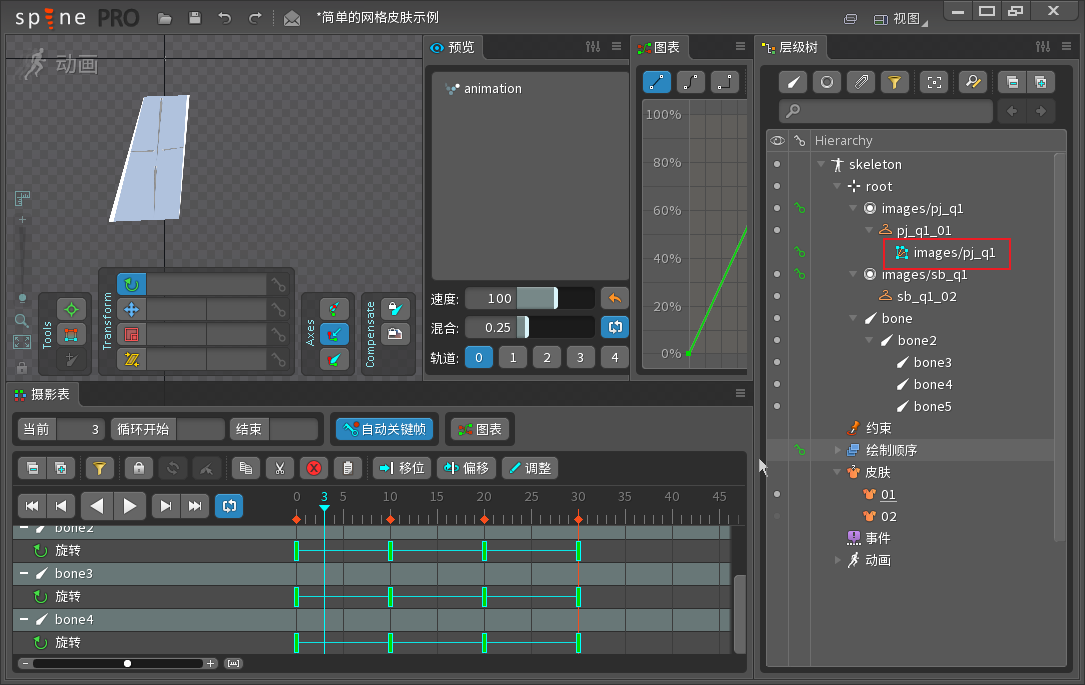 spine PRO
*简单的网格皮肤示例
视图
动画
预览
图表
层级树
animation
100%
80%
60%
40%
20%
0%
Hierarchy
skeleton
root
images/pj_q1
pj_q1_01
images/pj_q1
images/sb_q1
sb_q1_02
bone
bone2
bone3
bone4
bone5
约束
绘制顺序
皮肤
01
02
事件
动画
Tools
Transform
Axes
Compensate
速度: 100
混合: 0.25
轨道: 0 1 2 3 4
摄影表
当前 3 循环开始 结束 自动关键帧 图表
移位 偏移 调整
0 3 5 10 15 20 25 30 35 40 45
bone2
旋转
bone3
旋转
bone4
旋转